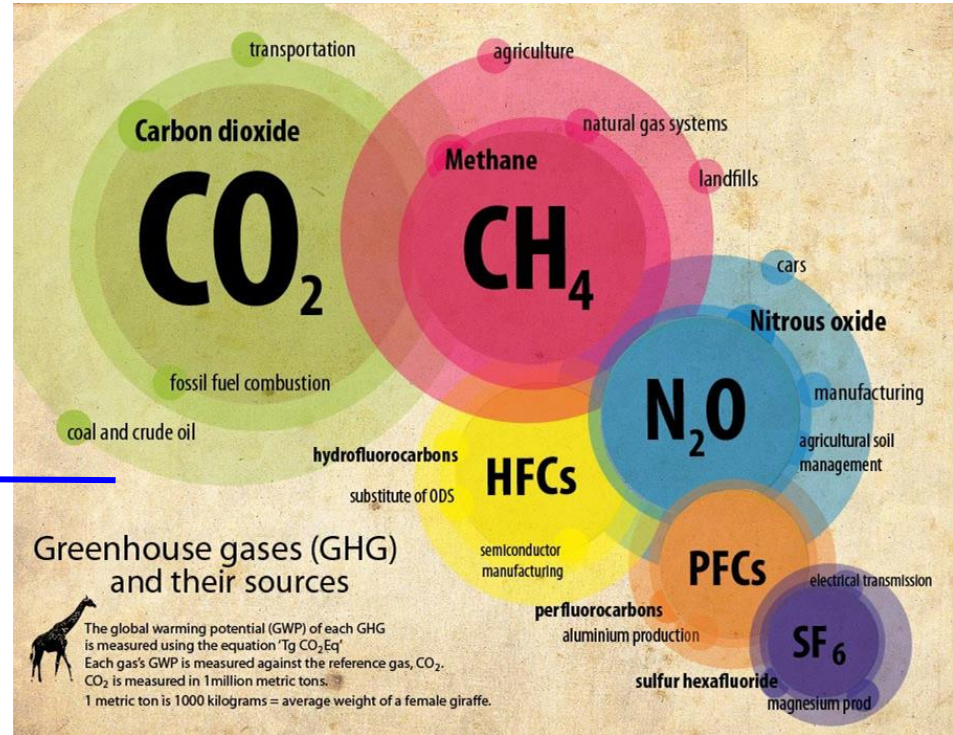 transportation
Carbon dioxide
CO₂
fossil fuel combustion
coal and crude oil
agriculture
natural gas systems
Methane
landfills
CH₄
cars
Nitrous oxide
N₂O
manufacturing
agricultural soil
management
hydrofluorocarbons
HFCs
substitute of ODS
semiconductor
manufacturing
PFCs
perfluorocarbons
aluminium production
electrical transmission
SF₆
sulfur hexafluoride
magnesium prod
Greenhouse gases (GHG)
and their sources
The global warming potential (GWP) of each GHG
is measured using the equation 'Tg CO₂Eq'
Each gas's GWP is measured against the reference gas, CO₂.
CO₂ is measured in 1million metric tons.
1 metric ton is 1000 kilograms = average weight of a female giraffe.